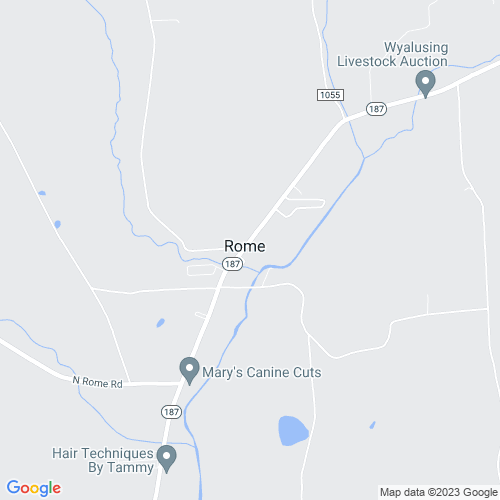 Wyalusing
Livestock Auction
1055
187
Rome
187
Mary's Canine Cuts
N Rome Rd
187
Hair Techniques
By Tammy
Google
Map data ©2023 Google